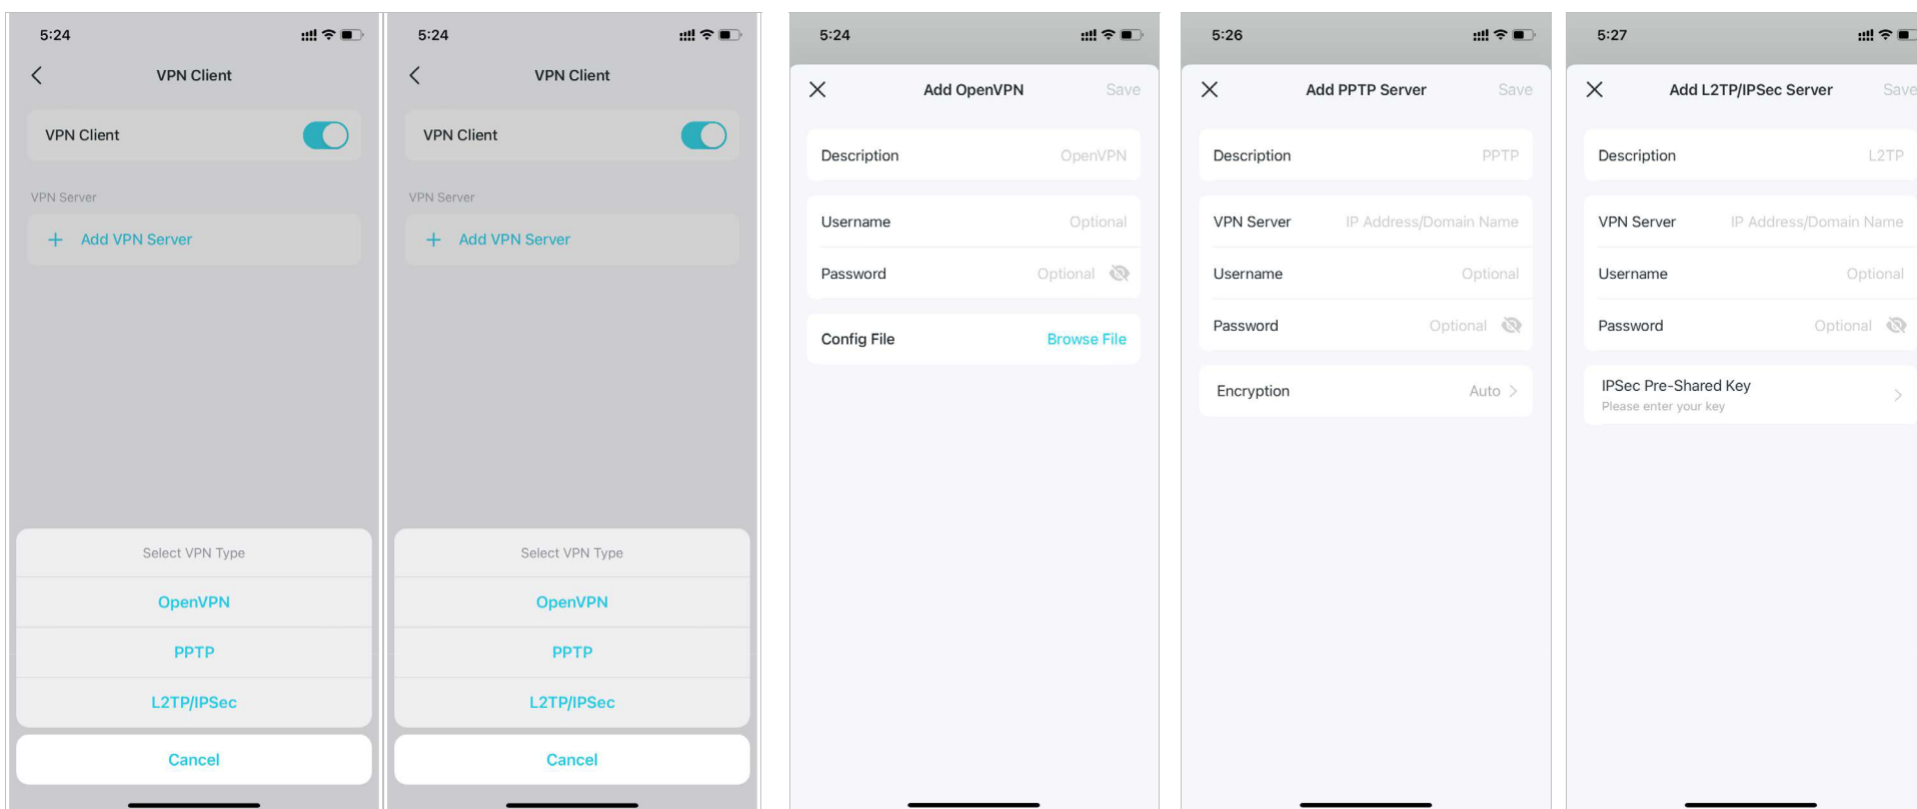 5:24
VPN Client
VPN Client
VPN Server
+ Add VPN Server
Select VPN Type
OpenVPN
PPTP
L2TP/IPSec
Cancel
5:24
VPN Client
VPN Client
VPN Server
+ Add VPN Server
Select VPN Type
OpenVPN
PPTP
L2TP/IPSec
Cancel
5:24
Add OpenVPN Save
Description OpenVPN
Username Optional
Password Optional
Config File Browse File
5:26
Add PPTP Server Save
Description PPTP
VPN Server IP Address/Domain Name
Username Optional
Password Optional
Encryption Auto >
5:27
Add L2TP/IPSec Server Save
Description L2TP
VPN Server IP Address/Domain Name
Username Optional
Password Optional
IPSec Pre-Shared Key
Please enter your key